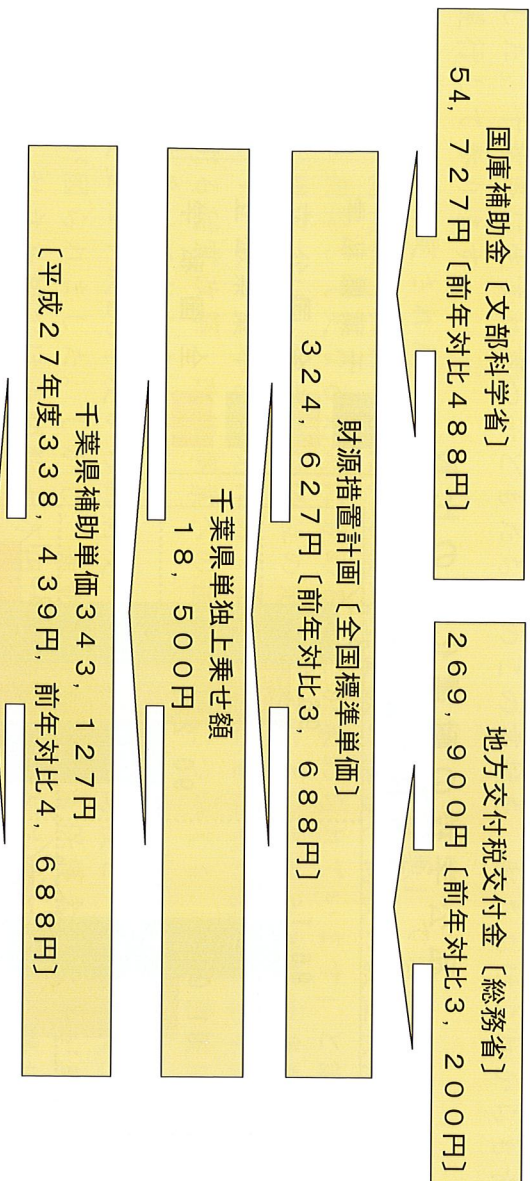 国庫補助金〔文部科学省〕
54,727円〔前年対比488円〕
地方交付税交付金〔総務省〕
269,900円〔前年対比3,200円〕
財源措置計画〔全国標準単価〕
324,627円〔前年対比3,688円〕
千葉県単独上乗せ額
18,500円
千葉県補助単価343,127円
〔平成27年度338,439円,前年対比4,688円〕